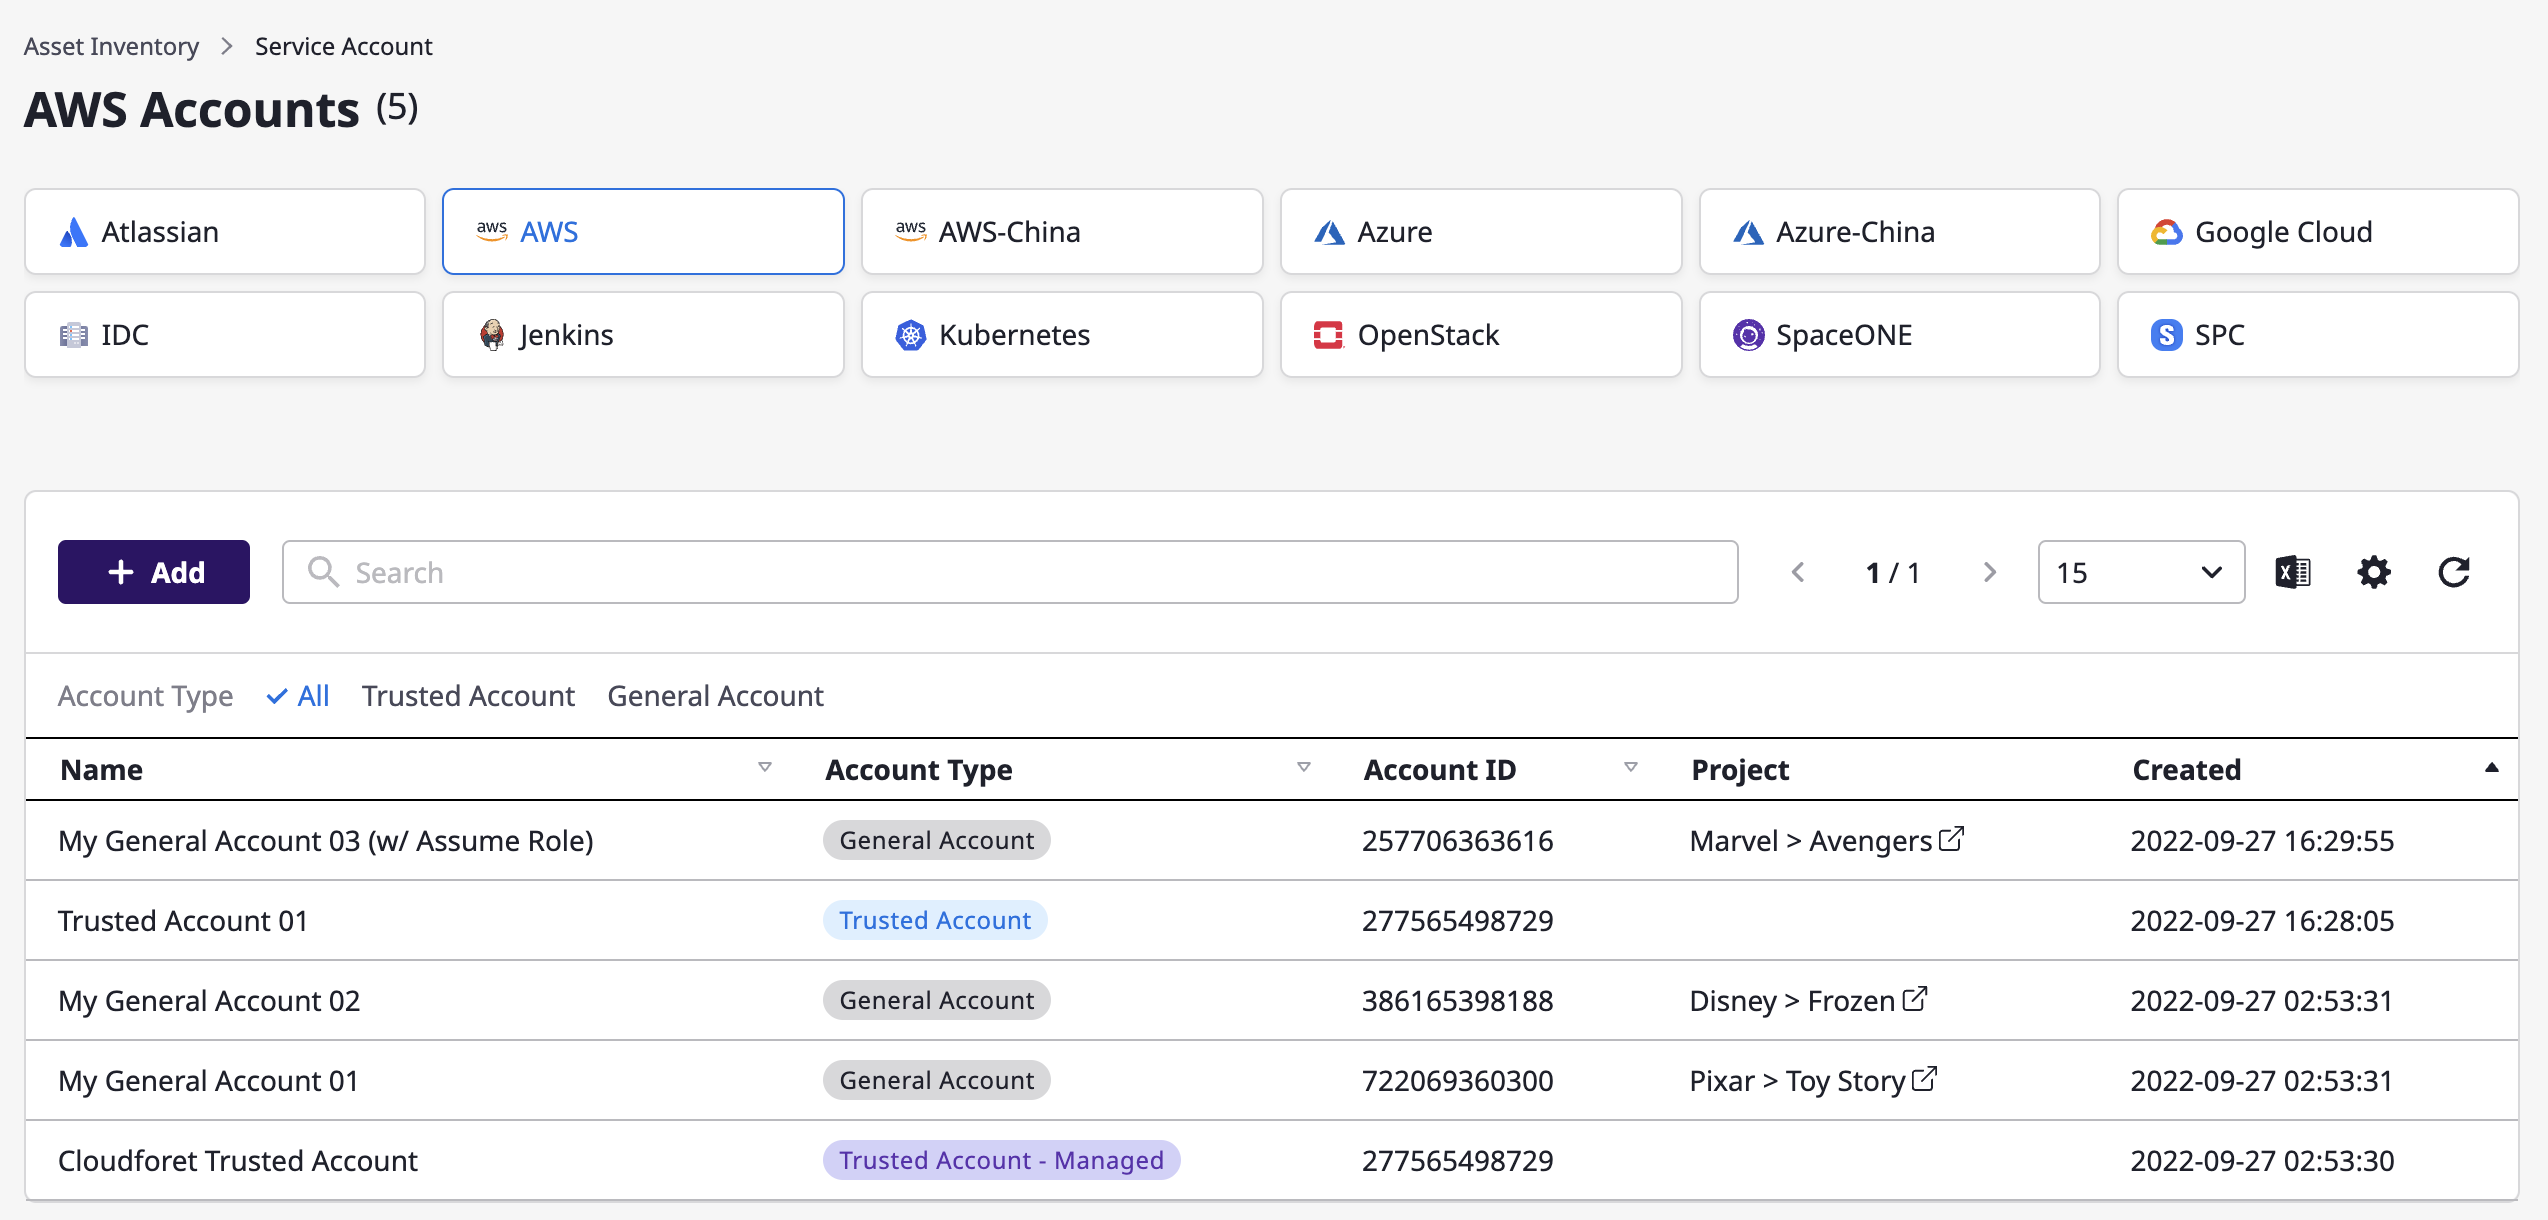 Asset Inventory > Service Account
AWS Accounts (5)
Atlassian
aws AWS
aws AWS-China
Azure
Azure-China
Google Cloud
IDC
Jenkins
Kubernetes
OpenStack
SpaceONE
S SPC
+ Add
Search
< 1 / 1 >
15
X
Account Type All Trusted Account General Account
Name Account Type Account ID Project Created
My General Account 03 (w/ Assume Role) General Account 257706363616 Marvel > Avengers 2022-09-27 16:29:55
Trusted Account 01 Trusted Account 277565498729 2022-09-27 16:28:05
My General Account 02 General Account 386165398188 Disney > Frozen 2022-09-27 02:53:31
My General Account 01 General Account 722069360300 Pixar > Toy Story 2022-09-27 02:53:31
Cloudforet Trusted Account Trusted Account - Managed 277565498729 2022-09-27 02:53:30